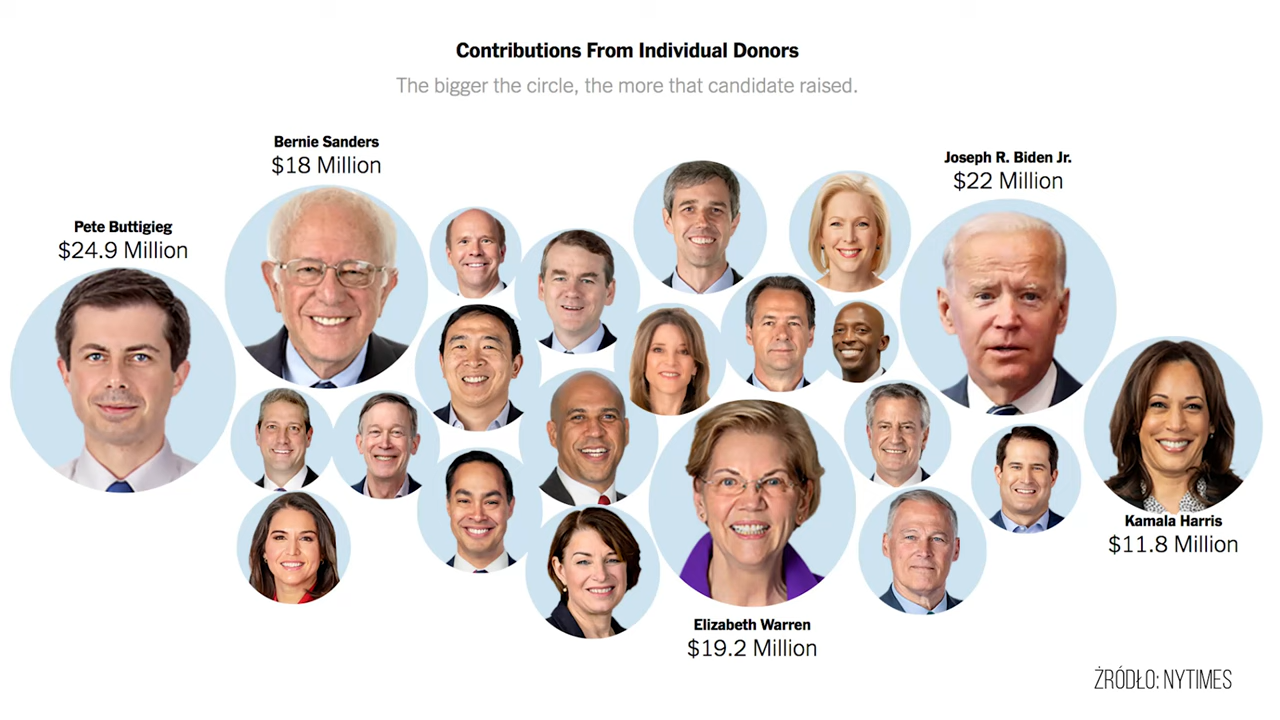 Contributions From Individual Donors
The bigger the circle, the more that candidate raised.
Bernie Sanders
$18 Million
Joseph R. Biden Jr.
$22 Million
Pete Buttigieg
$24.9 Million
Kamala Harris
$11.8 Million
Elizabeth Warren
$19.2 Million
ŻRÓDŁO: NYTIMES